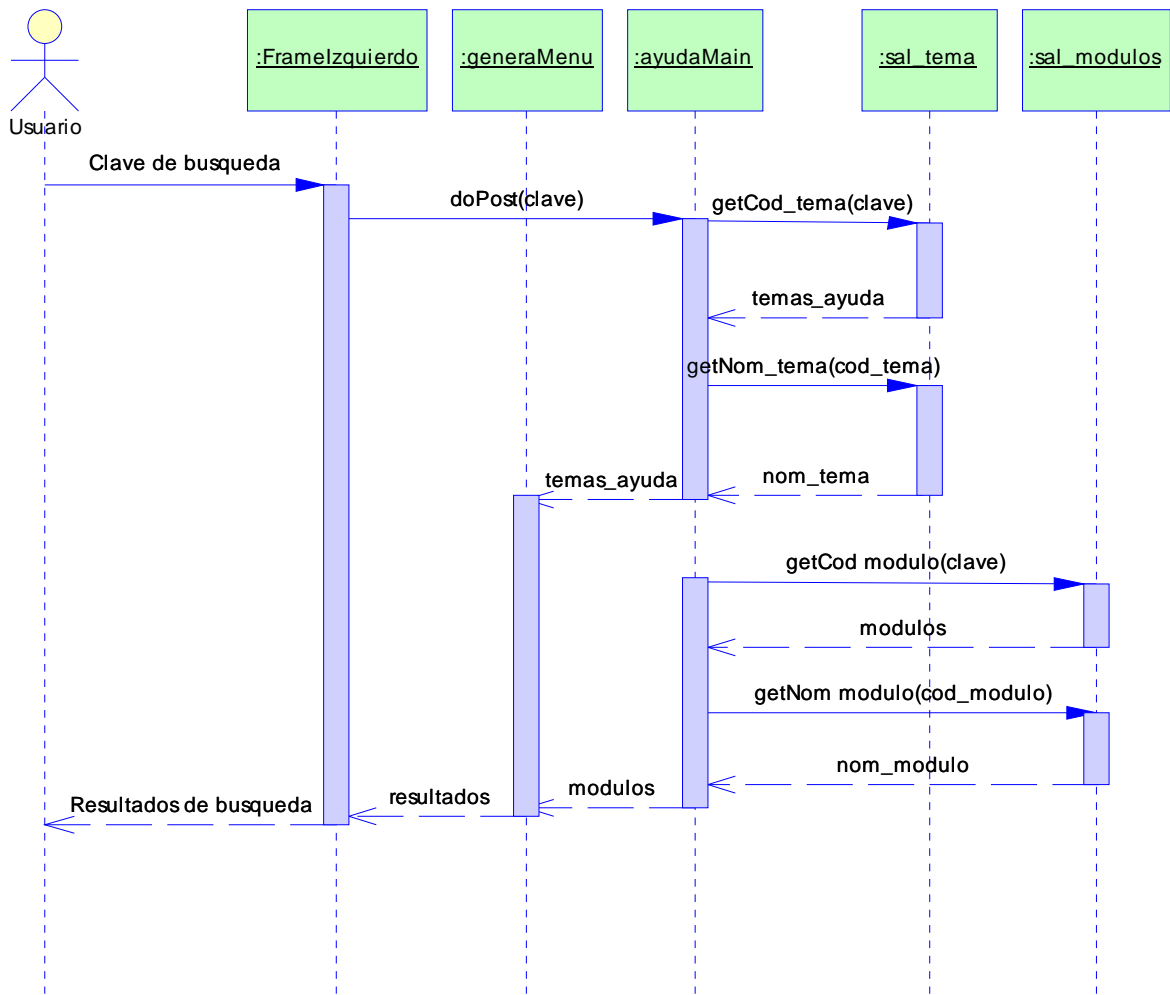 :FrameIzquierdo
:generaMenu
:ayudaMain
:sal_tema
:sal_modulos
Usuario
Clave de busqueda
doPost(clave)
getCod_tema(clave)
temas_ayuda
getNom_tema(cod_tema)
nom_tema
temas_ayuda
getCod modulo(clave)
modulos
getNom modulo(cod_modulo)
nom_modulo
modulos
resultados
Resultados de busqueda